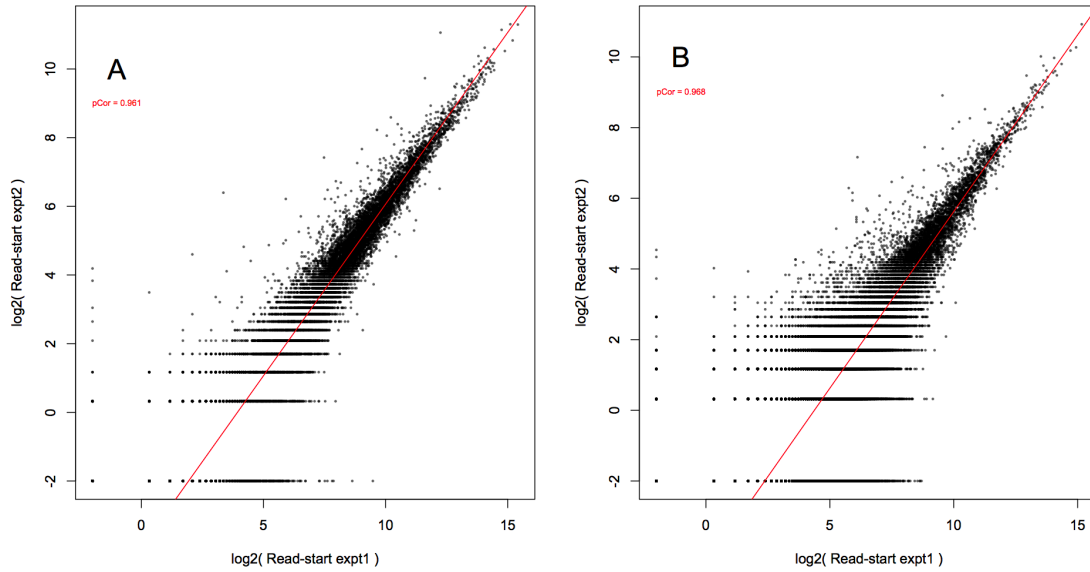 A
pCor = 0.961
10
8
6
4
2
0
-2
log2( Read-start expt2)
0
5
10
15
log2( Read-start expt1 )
B
pCor = 0.968
10
8
6
4
2
0
-2
log2( Read-start expt2)
0
5
10
15
log2( Read-start expt1 )